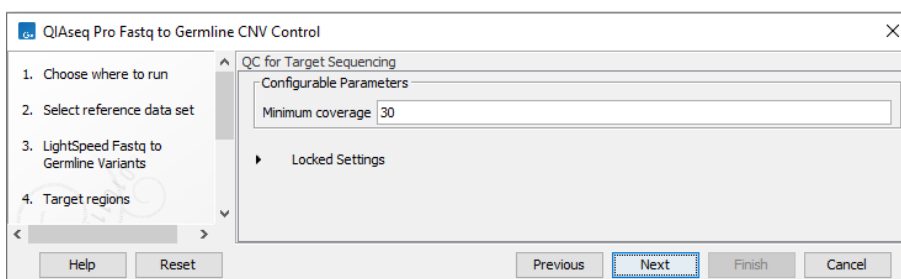 QIAseq Pro Fastq to Germline CNV Control
1. Choose where to run
2. Select reference data set
3. LightSpeed Fastq to
Germline Variants
4. Target regions
QC for Target Sequencing
Configurable Parameters
Minimum coverage 30
Locked Settings
Help Reset Previous Next Finish Cancel